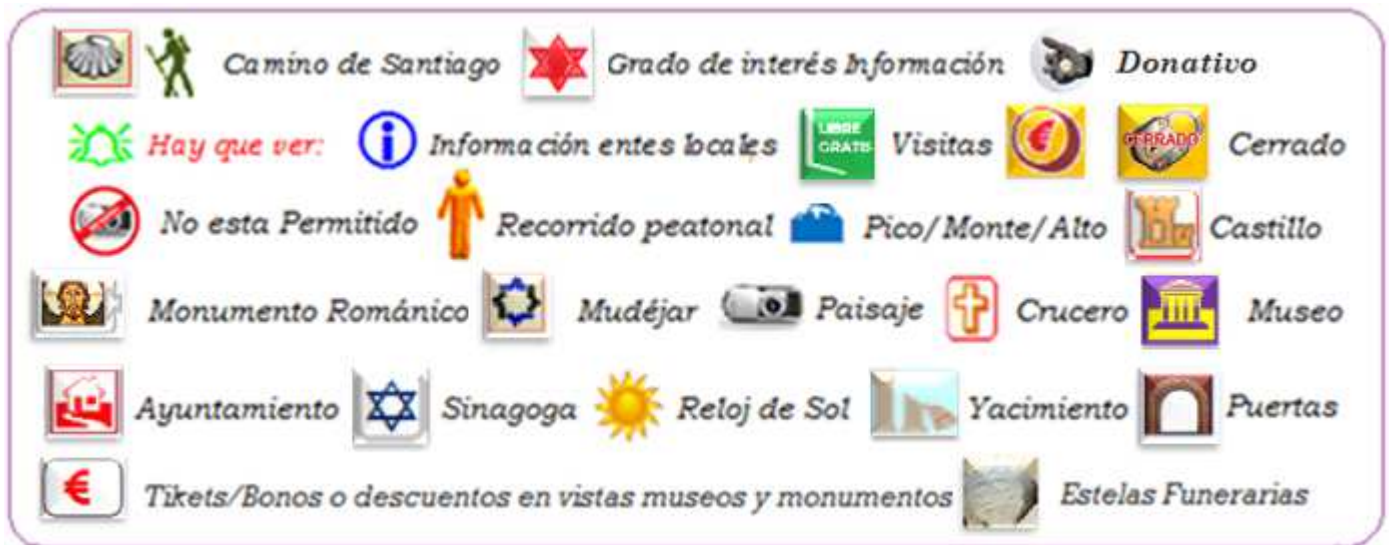 Camino de Santiago Grado de interés Información Donativo
Hay que ver: Información entes locales LIBRE GRATIS Visitas € CERRADO Cerrado
No esta Permitido Recorrido peatonal Pico/Monte/Alto Castillo
Monumento Románico Mudéjar Paisaje Crucero Museo
Ayuntamiento Sinagoga Reloj de Sol Yacimiento Puertas
€ Tikets/Bonos o descuentos en vistas museos y monumentos Estelas Funerarias